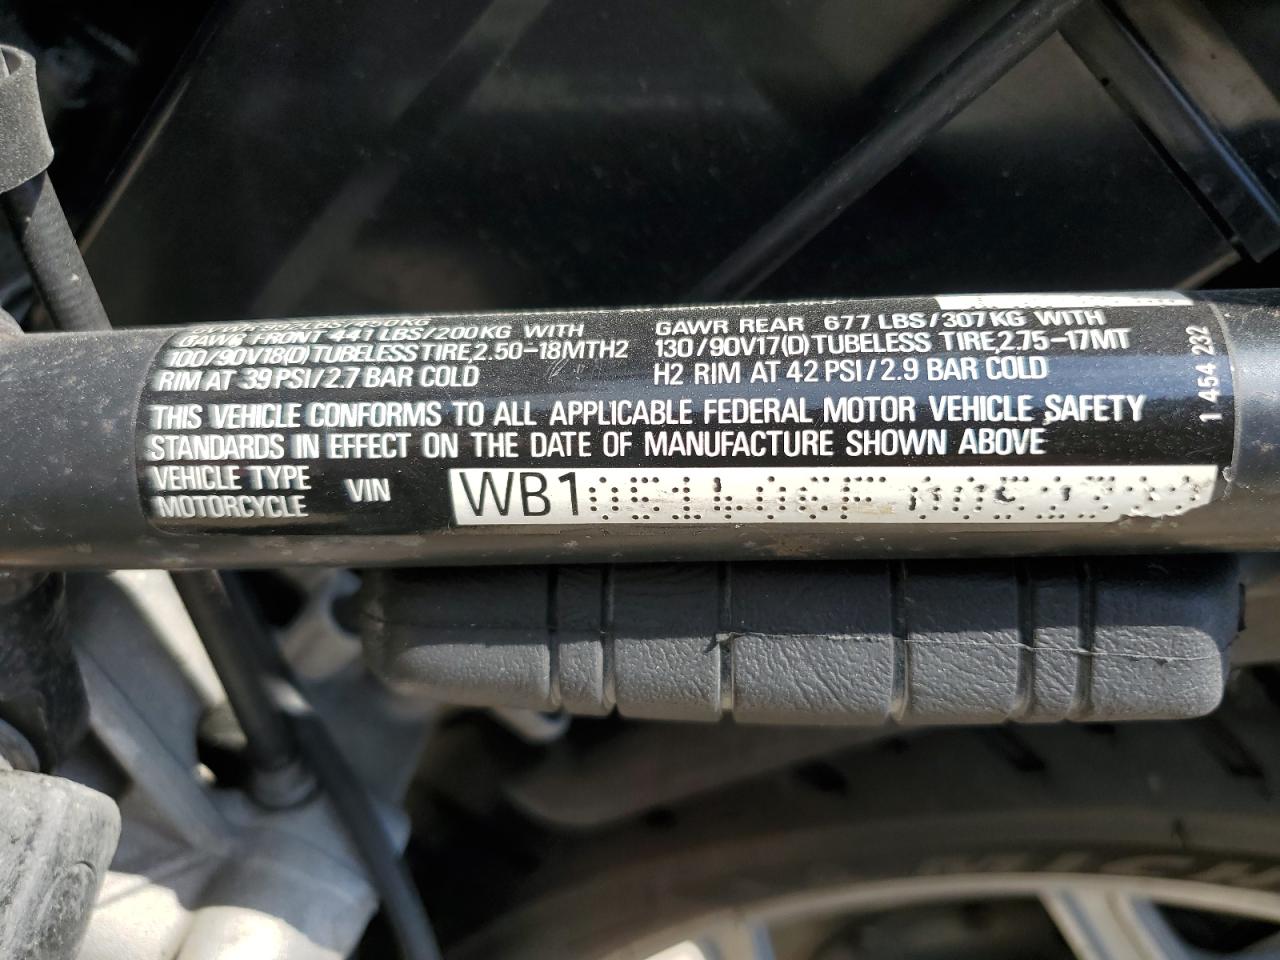 GAWR FRONT 441 LBS/200KG WITH
100/90V18(D) TUBELESS TIRE,2.50-18MTH2
RIM AT 39 PSI/2.7 BAR COLD
GAWR REAR 677 LBS/307KG WITH
130/90V17(D) TUBELESS TIRE,2.75-17MT
H2 RIM AT 42 PSI/2.9 BAR COLD
THIS VEHICLE CONFORMS TO ALL APPLICABLE FEDERAL MOTOR VEHICLE SAFETY
STANDARDS IN EFFECT ON THE DATE OF MANUFACTURE SHOWN ABOVE
VEHICLE TYPE
MOTORCYCLE
VIN
WB1
1 454 232